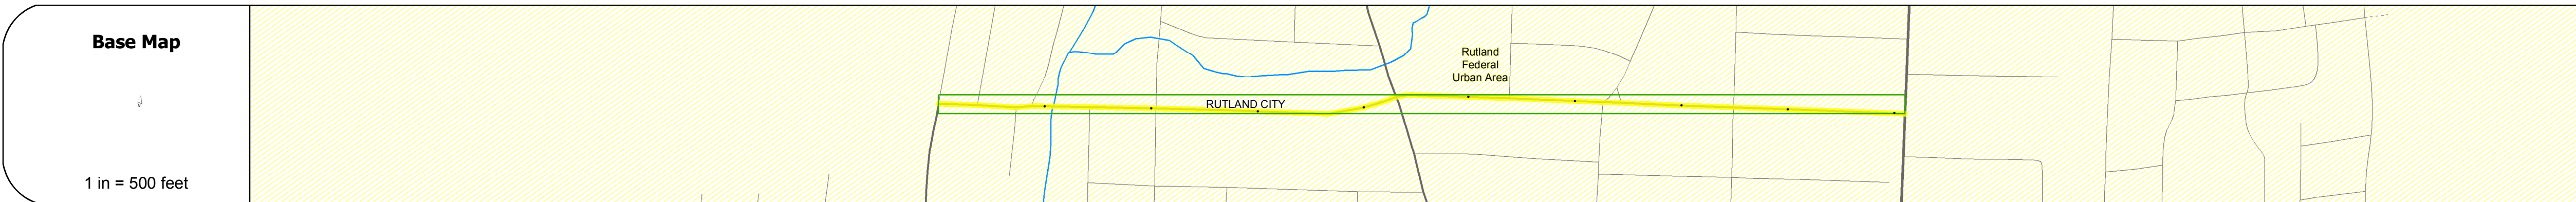 Base Map
1 in = 500 feet
RUTLAND CITY
Rutland
Federal
Urban Area